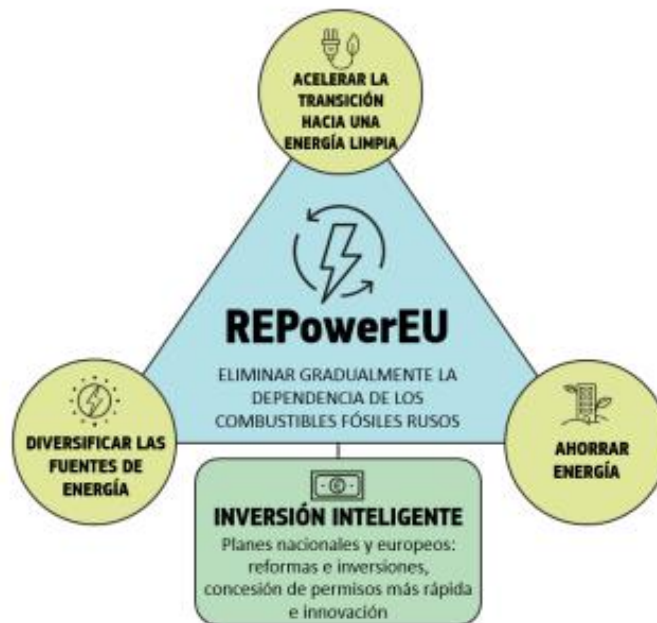 ACELERAR LA
TRANSICIÓN
HACIA UNA
ENERGÍA LIMPIA
REPowerEU
ELIMINAR GRADUALMENTE LA
DEPENDENCIA DE LOS
COMBUSTIBLES FÓSILES RUSOS
DIVERSIFICAR LAS
FUENTES DE
ENERGÍA
AHORRAR
ENERGÍA
INVERSIÓN INTELIGENTE
Planes nacionales y europeos:
reformas e inversiones,
concesión de permisos más rápida
e innovación